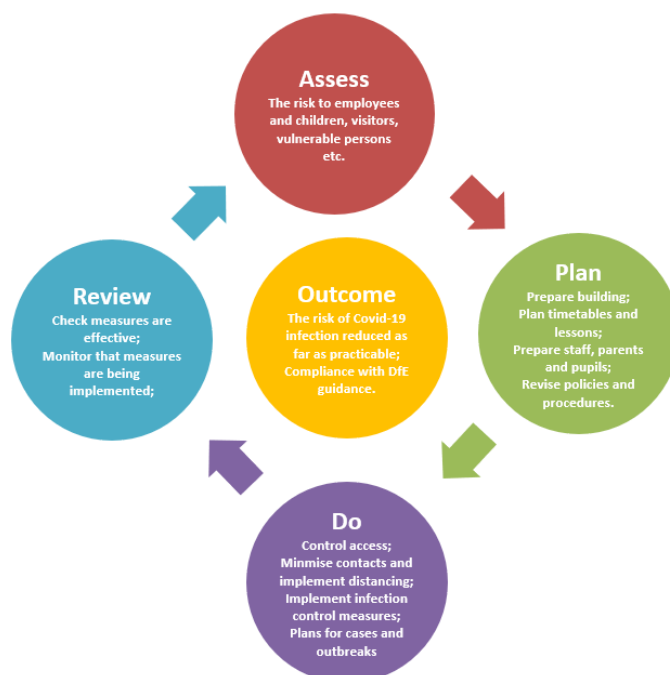 Assess
The risk to employees
and children, visitors,
vulnerable persons
etc.
Plan
Prepare building;
Plan timetables and
lessons;
Prepare staff, parents
and pupils;
Revise policies and
procedures.
Do
Control access;
Minmise contacts and
implement distancing;
Implement infection
control measures;
Plans for cases and
outbreaks
Review
Check measures are
effective;
Monitor that measures
are being
implemented;
Outcome
The risk of Covid-19
infection reduced as
far as practicable;
Compliance with DfE
guidance.